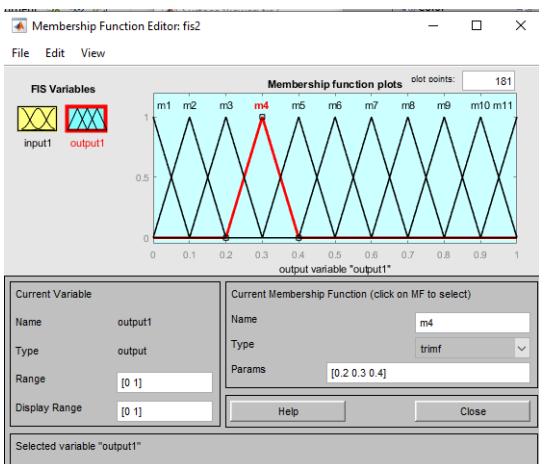 Membership Function Editor: fis2
File Edit View
FIS Variables
input1 output1
Membership function plots
plot points: 181
m1 m2 m3 m4 m5 m6 m7 m8 m9 m10 m11
1
0.5
0
0 0.1 0.2 0.3 0.4 0.5 0.6 0.7 0.8 0.9 1
output variable "output1"
Current Variable
Name output1
Type output
Range [0 1]
Display Range [0 1]
Current Membership Function (click on MF to select)
Name m4
Type trimf
Params [0.2 0.3 0.4]
Help Close
Selected variable "output1"